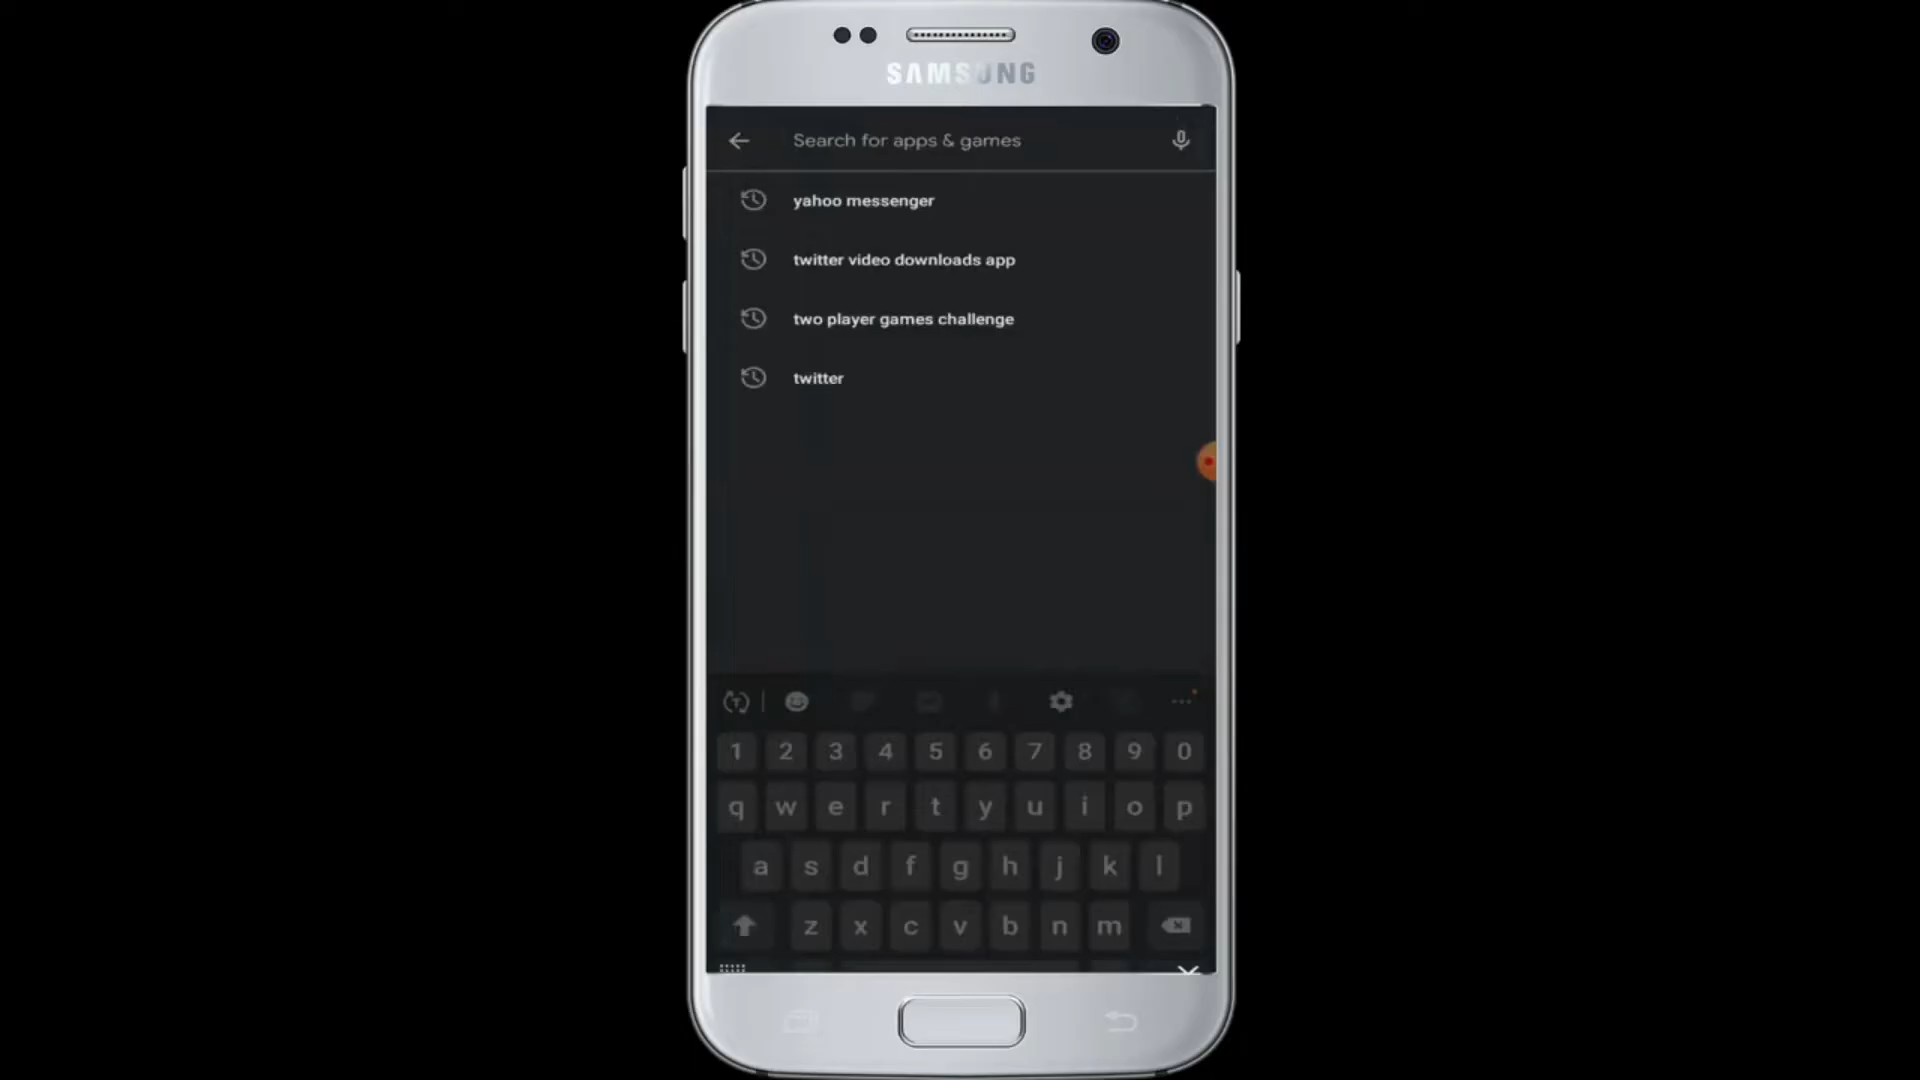 SAMSUNG
Search for apps & games
yahoo messenger
twitter video downloads app
two player games challenge
twitter
1 2 3 4 5 6 7 8 9 0
q w e r t y u i o p
a s d f g h j k l
z x c v b n m